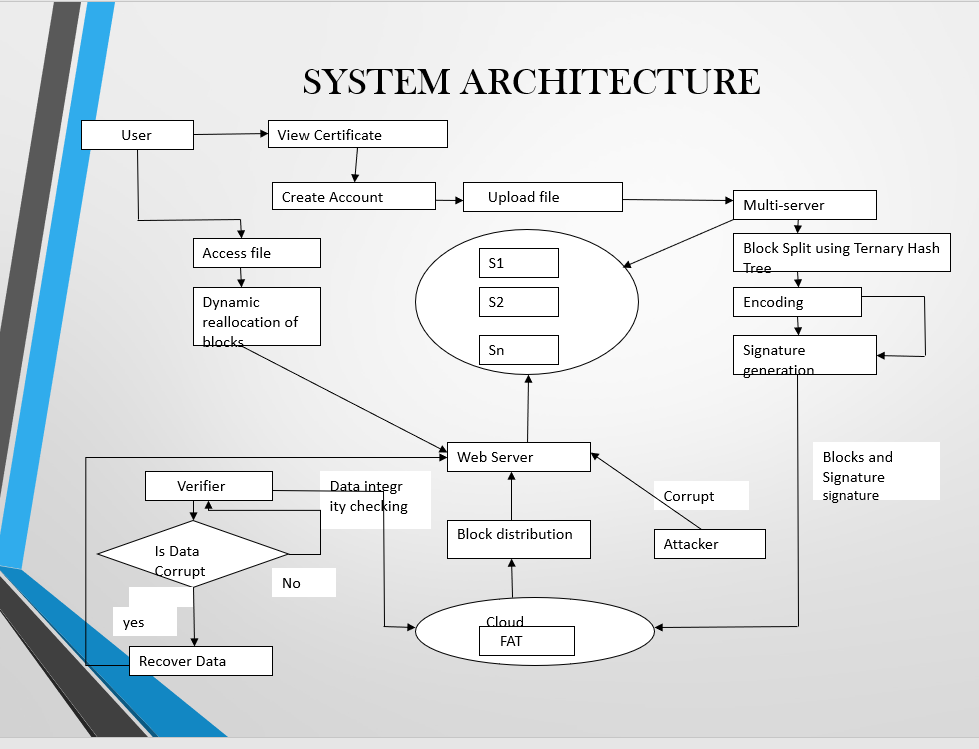 SYSTEM ARCHITECTURE
User
View Certificate
Create Account
Upload file
Multi-server
Access file
S1
Block Split using Ternary Hash
Tree
Dynamic
reallocation of
blocks
S2
Encoding
Sn
Signature
generation
Web Server
Blocks and
Signature
signature
Verifier
Data integr
ity checking
Corrupt
Block distribution
Attacker
Is Data
Corrupt
No
yes
Cloud
FAT
Recover Data